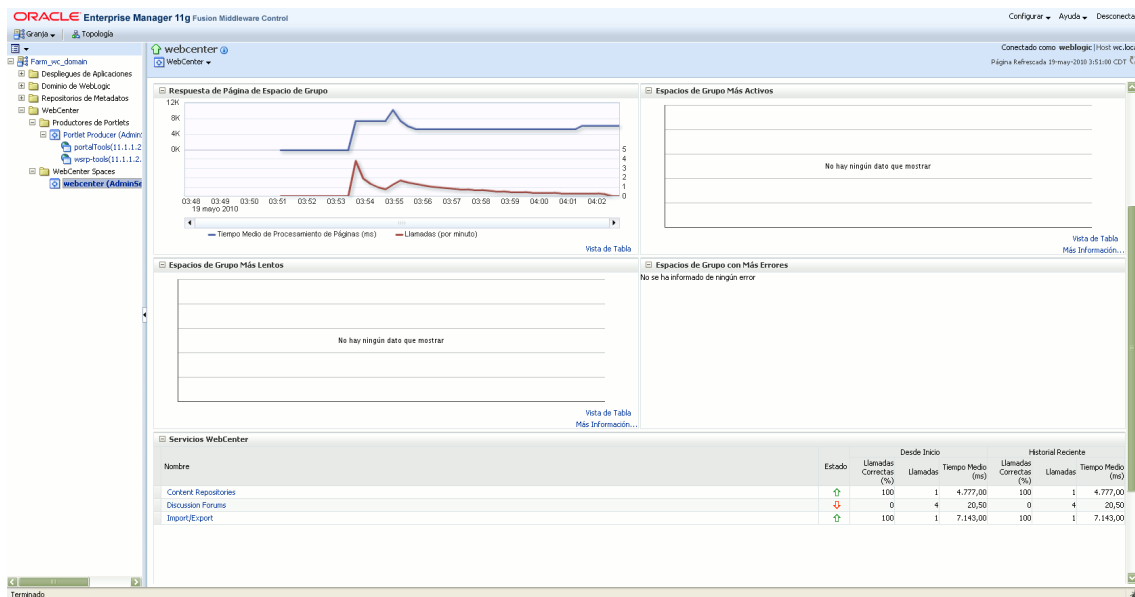 ORACLE Enterprise Manager 11g Fusion Middleware Control
Configurar Ayuda Desconecta
Granja Topología
webcenter
WebCenter
Conectado como weblogic | Host wc.loca
Página Refrescada 19-may-2010 3:51:00 CDT
Farm_wc_domain
Despliegues de Aplicaciones
Dominio de WebLogic
Repositorios de Metadatos
WebCenter
Productores de Portlets
Portlet Producer (Admin:
portalTools(11.1.1.2
wsrp-tools(11.1.1.2.
WebCenter Spaces
webcenter (AdminSe
Respuesta de Página de Espacio de Grupo
12K
8K
4K
0K
5
4
3
2
1
0
03:48 03:49 03:50 03:51 03:52 03:53 03:54 03:55 03:56 03:57 03:58 03:59 04:00 04:01 04:02
19 mayo 2010
Tiempo Medio de Procesamiento de Páginas (ms) Llamadas (por minuto)
Vista de Tabla
Espacios de Grupo Más Activos
No hay ningún dato que mostrar
Vista de Tabla
Más Información...
Espacios de Grupo Más Lentos
No hay ningún dato que mostrar
Vista de Tabla
Más Información...
Espacios de Grupo con Más Errores
No se ha informado de ningún error
Servicios WebCenter
Desde Inicio Historial Reciente
Nombre Estado Llamadas Correctas (%) Llamadas Tiempo Medio (ms) Llamadas Correctas (%) Llamadas Tiempo Medio (ms)
Content Repositories 100 1 4.777,00 100 1 4.777,00
Discussion Forums 0 4 20,50 0 4 20,50
Import/Export 100 1 7.143,00 100 1 7.143,00
Terminado